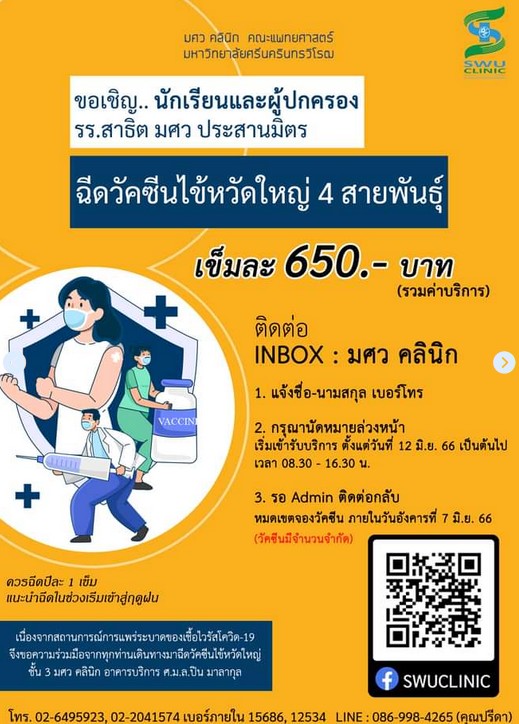 มศว คลินิก คณะแพทยศาสตร์
มหาวิทยาลัยศรีนครินทรวิโรฒ
SWU
CLINIC
ขอเชิญ.. นักเรียนและผู้ปกครอง
รร.สาธิต มศว ประสานมิตร
ฉีดวัคซีนไข้หวัดใหญ่ 4 สายพันธุ์
เข็มละ 650.- บาท
(รวมค่าบริการ)
ติดต่อ
INBOX : มศว คลินิก
1. แจ้งชื่อ-นามสกุล เบอร์โทร
2. กรุณานัดหมายล่วงหน้า
เริ่มเข้ารับบริการ ตั้งแต่วันที่ 12 มิ.ย. 66 เป็นต้นไป
เวลา 08.30 - 16.30 น.
3. รอ Admin ติดต่อกลับ
หมดเขตจองวัคซีน ภายในวันอังคารที่ 7 มิ.ย. 66
(วัคซีนมีจำนวนจำกัด)
VACCINE
ควรฉีดปีละ 1 เข็ม
แนะนำฉีดในช่วงเริ่มเข้าสู่ฤดูฝน
เนื่องจากสถานการณ์การแพร่ระบาดของเชื้อไวรัสโควิด-19
จึงขอความร่วมมือจากทุกท่านเดินทางมาฉีดวัคซีนไข้หวัดใหญ่
ชั้น 3 มศว คลินิก อาคารบริการ ศ.ม.ล.ปิ่น มาลากุล
SWUCLINIC
โทร. 02-6495923, 02-2041574 เบอร์ภายใน 15686, 12534 LINE : 086-998-4265 (คุณปรีดา)